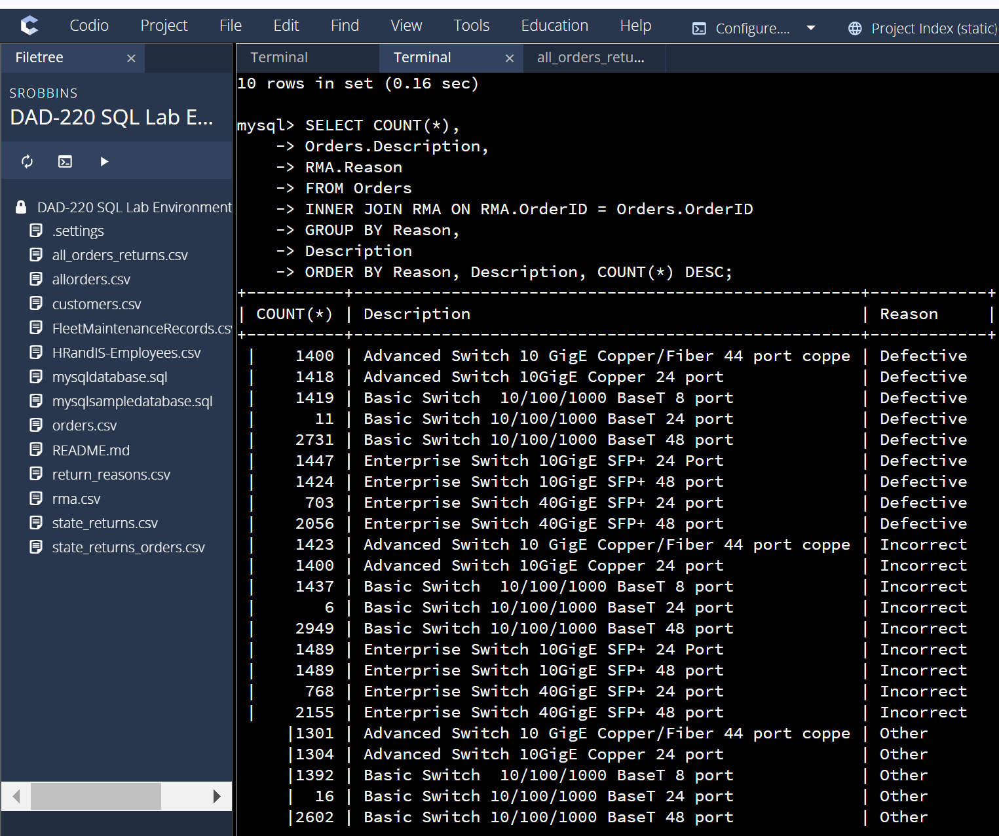 Codio Project File Edit Find View Tools Education Help Configure.... Project Index (static)
Filetree × Terminal Terminal × all_orders_retu...
SROBBINS
DAD-220 SQL Lab E...
DAD-220 SQL Lab Environment
.settings
all_orders_returns.csv
allorders.csv
customers.csv
FleetMaintenanceRecords.csv
HRandIS-Employees.csv
mysqldatabase.sql
mysqlsampledatabase.sql
orders.csv
README.md
return_reasons.csv
rma.csv
state_returns.csv
state_returns_orders.csv
10 rows in set (0.16 sec)
mysql> SELECT COUNT(*),
-> Orders.Description,
-> RMA.Reason
-> FROM Orders
-> INNER JOIN RMA ON RMA.OrderID = Orders.OrderID
-> GROUP BY Reason,
-> Description
-> ORDER BY Reason, Description, COUNT(*) DESC;
+----------+----------------------------------------------------+------------+
| COUNT(*) | Description | Reason |
+----------+----------------------------------------------------+------------+
| 1400 | Advanced Switch 10 GigE Copper/Fiber 44 port coppe | Defective
| 1418 | Advanced Switch 10GigE Copper 24 port | Defective
| 1419 | Basic Switch  10/100/1000 BaseT 8 port | Defective
| 11 | Basic Switch 10/100/1000 BaseT 24 port | Defective
| 2731 | Basic Switch 10/100/1000 BaseT 48 port | Defective
| 1447 | Enterprise Switch 10GigE SFP+ 24 Port | Defective
| 1424 | Enterprise Switch 10GigE SFP+ 48 port | Defective
| 703 | Enterprise Switch 40GigE SFP+ 24 port | Defective
| 2056 | Enterprise Switch 40GigE SFP+ 48 port | Defective
| 1423 | Advanced Switch 10 GigE Copper/Fiber 44 port coppe | Incorrect
| 1400 | Advanced Switch 10GigE Copper 24 port | Incorrect
| 1437 | Basic Switch  10/100/1000 BaseT 8 port | Incorrect
| 6 | Basic Switch 10/100/1000 BaseT 24 port | Incorrect
| 2949 | Basic Switch 10/100/1000 BaseT 48 port | Incorrect
| 1489 | Enterprise Switch 10GigE SFP+ 24 Port | Incorrect
| 1489 | Enterprise Switch 10GigE SFP+ 48 port | Incorrect
| 768 | Enterprise Switch 40GigE SFP+ 24 port | Incorrect
| 2155 | Enterprise Switch 40GigE SFP+ 48 port | Incorrect
|1301 | Advanced Switch 10 GigE Copper/Fiber 44 port coppe | Other
|1304 | Advanced Switch 10GigE Copper 24 port | Other
|1392 | Basic Switch  10/100/1000 BaseT 8 port | Other
| 16 | Basic Switch 10/100/1000 BaseT 24 port | Other
|2602 | Basic Switch 10/100/1000 BaseT 48 port | Other